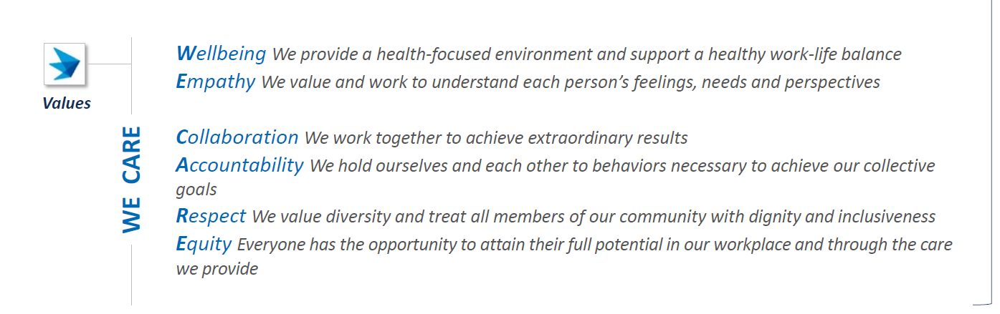 Wellbeing We provide a health-focused environment and support a healthy work-life balance
Empathy We value and work to understand each person’s feelings, needs and perspectives
Values
WE CARE
Collaboration We work together to achieve extraordinary results
Accountability We hold ourselves and each other to behaviors necessary to achieve our collective
goals
Respect We value diversity and treat all members of our community with dignity and inclusiveness
Equity Everyone has the opportunity to attain their full potential in our workplace and through the care
we provide